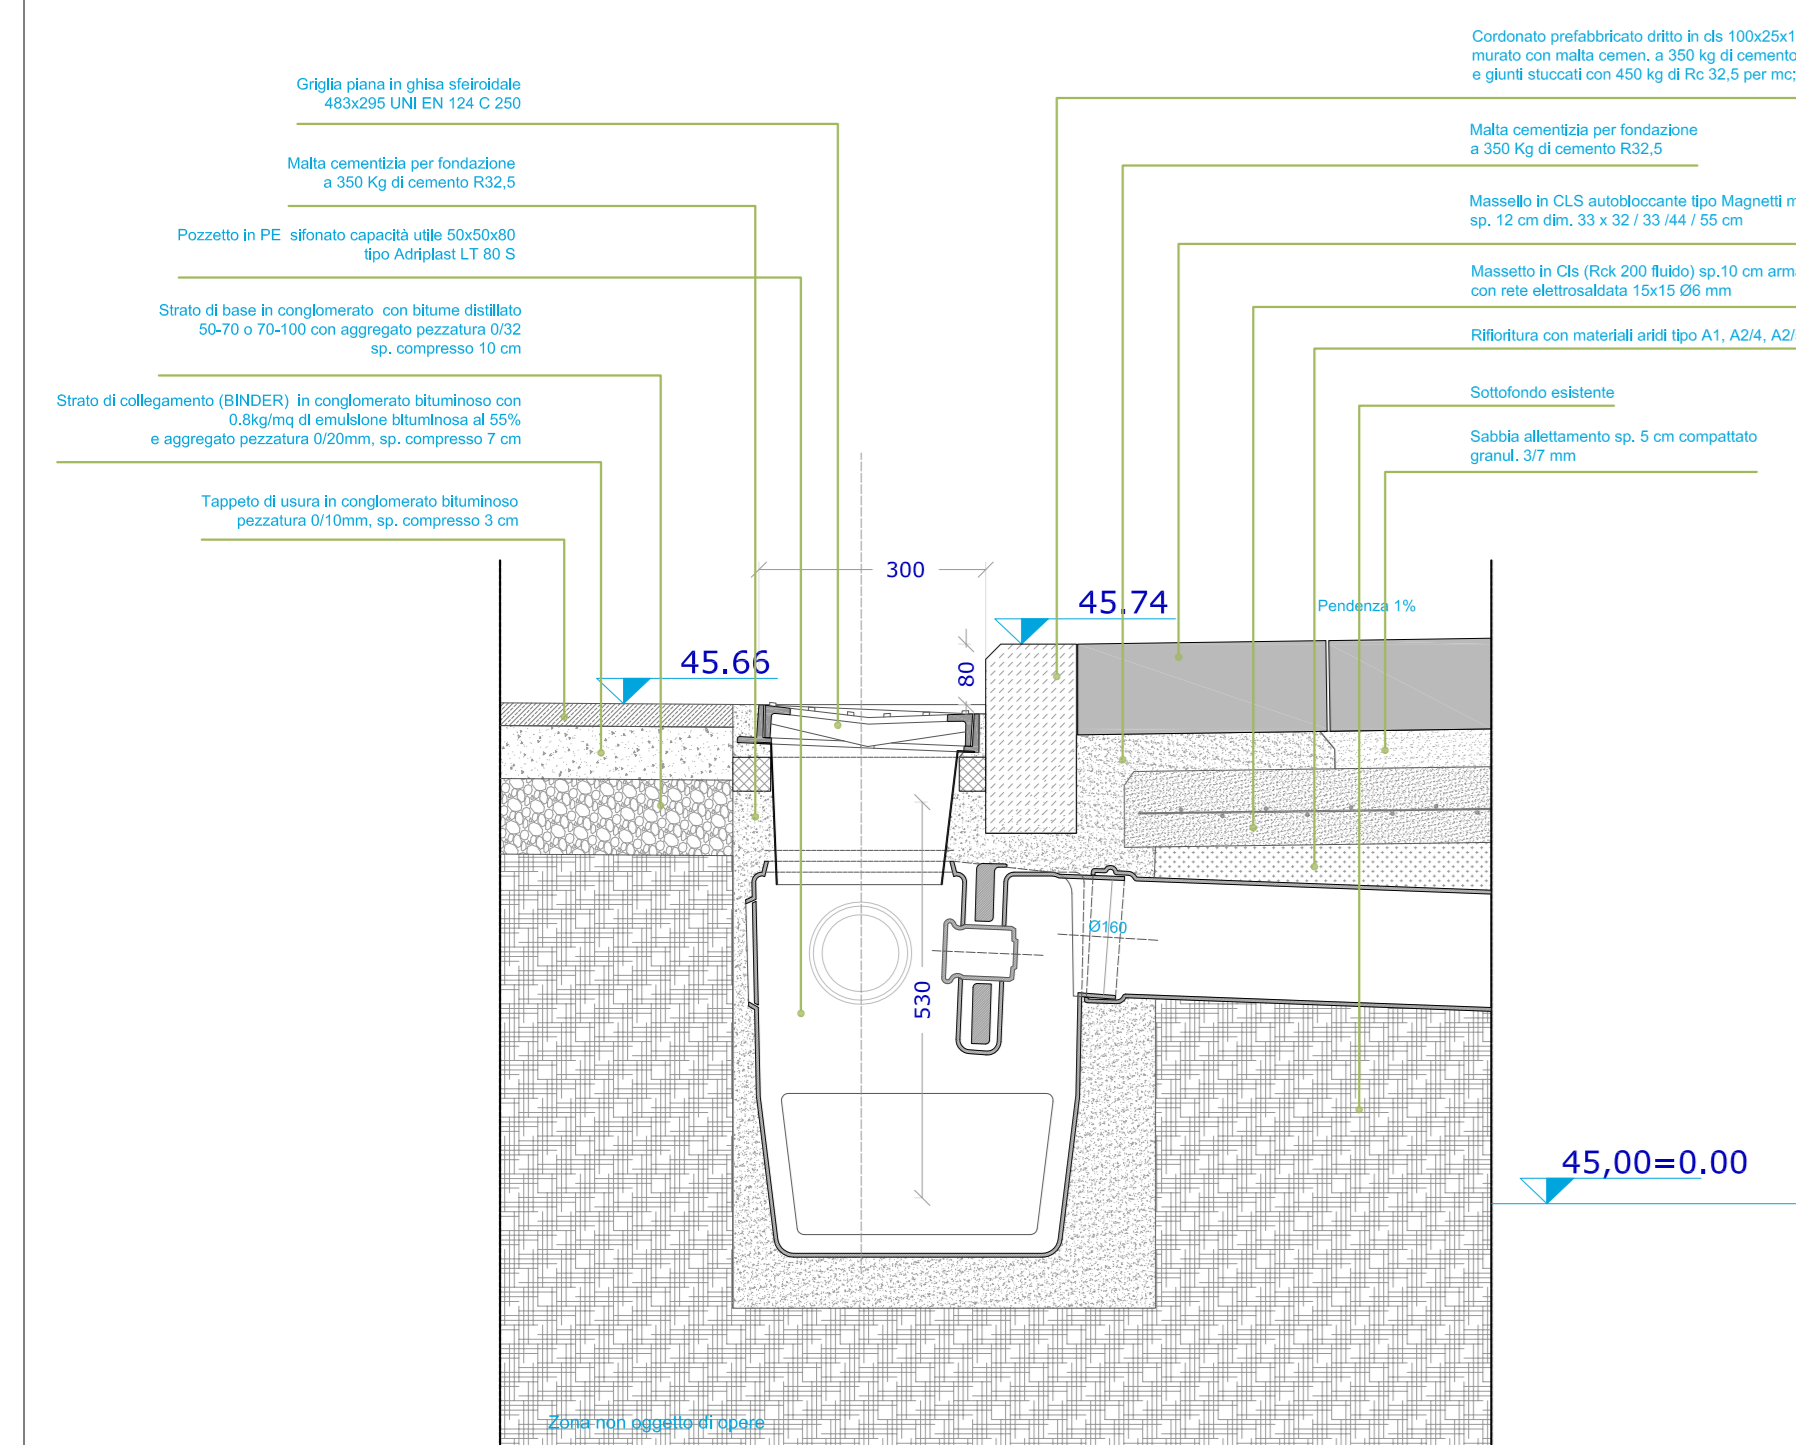 Griglia piana in ghisa sfeiroidale
483x295 UNI EN 124 C 250
Malta cementizia per fondazione
a 350 Kg di cemento R32,5
Pozzetto in PE sifonato capacità utile 50x50x80
tipo Adriplast LT 80 S
Strato di base in conglomerato con bitume distillato
50-70 o 70-100 con aggregato pezzatura 0/32
sp. compresso 10 cm
Strato di collegamento (BINDER) in conglomerato bituminoso con
0.8kg/mq di emulsione bituminosa al 55%
e aggregato pezzatura 0/20mm, sp. compresso 7 cm
Tappeto di usura in conglomerato bituminoso
pezzatura 0/10mm, sp. compresso 3 cm
Cordonato prefabbricato dritto in cls 100x25x1
murato con malta cemen. a 350 kg di cemento
e giunti stuccati con 450 kg di Rc 32,5 per mc;
Malta cementizia per fondazione
a 350 Kg di cemento R32,5
Massello in CLS autobloccante tipo Magnetti m
sp. 12 cm dim. 33 x 32 / 33 /44 / 55 cm
Massetto in Cls (Rck 200 fluido) sp.10 cm arm
con rete elettrosaldata 15x15 Ø6 mm
Rifioritura con materiali aridi tipo A1, A2/4, A2/
Sottofondo esistente
Sabbia allettamento sp. 5 cm compattato
granul. 3/7 mm
300
45.74
Pendenza 1%
45.66
80
Ø160
530
45,00=0.00
Zona non oggetto di opere